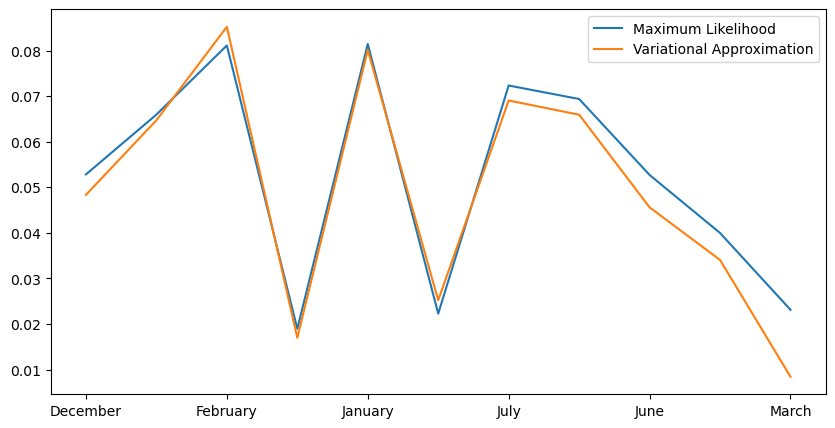 Maximum Likelihood
Variational Approximation
0.08
0.07
0.06
0.05
0.04
0.03
0.02
0.01
December February January July June March